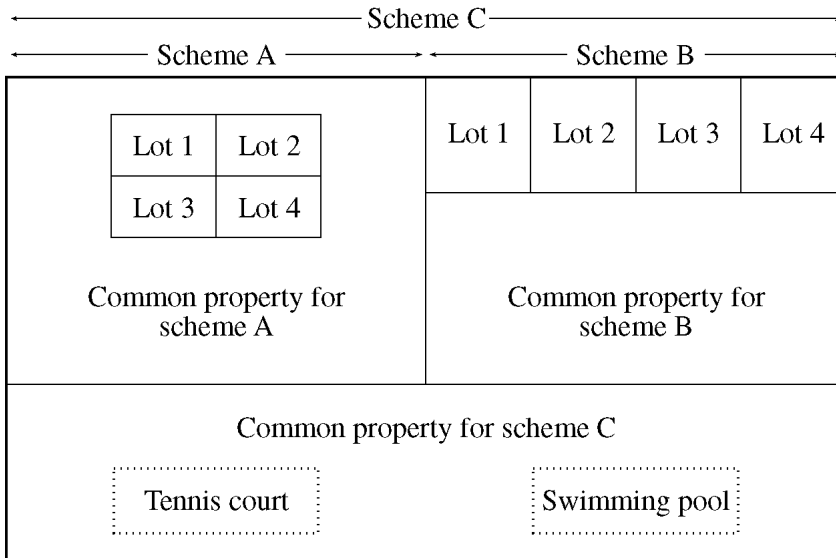 Scheme C
Scheme A
Scheme B
Lot 1
Lot 2
Lot 3
Lot 4
Common property for
scheme A
Lot 1
Lot 2
Lot 3
Lot 4
Common property for
scheme B
Common property for scheme C
Tennis court
Swimming pool